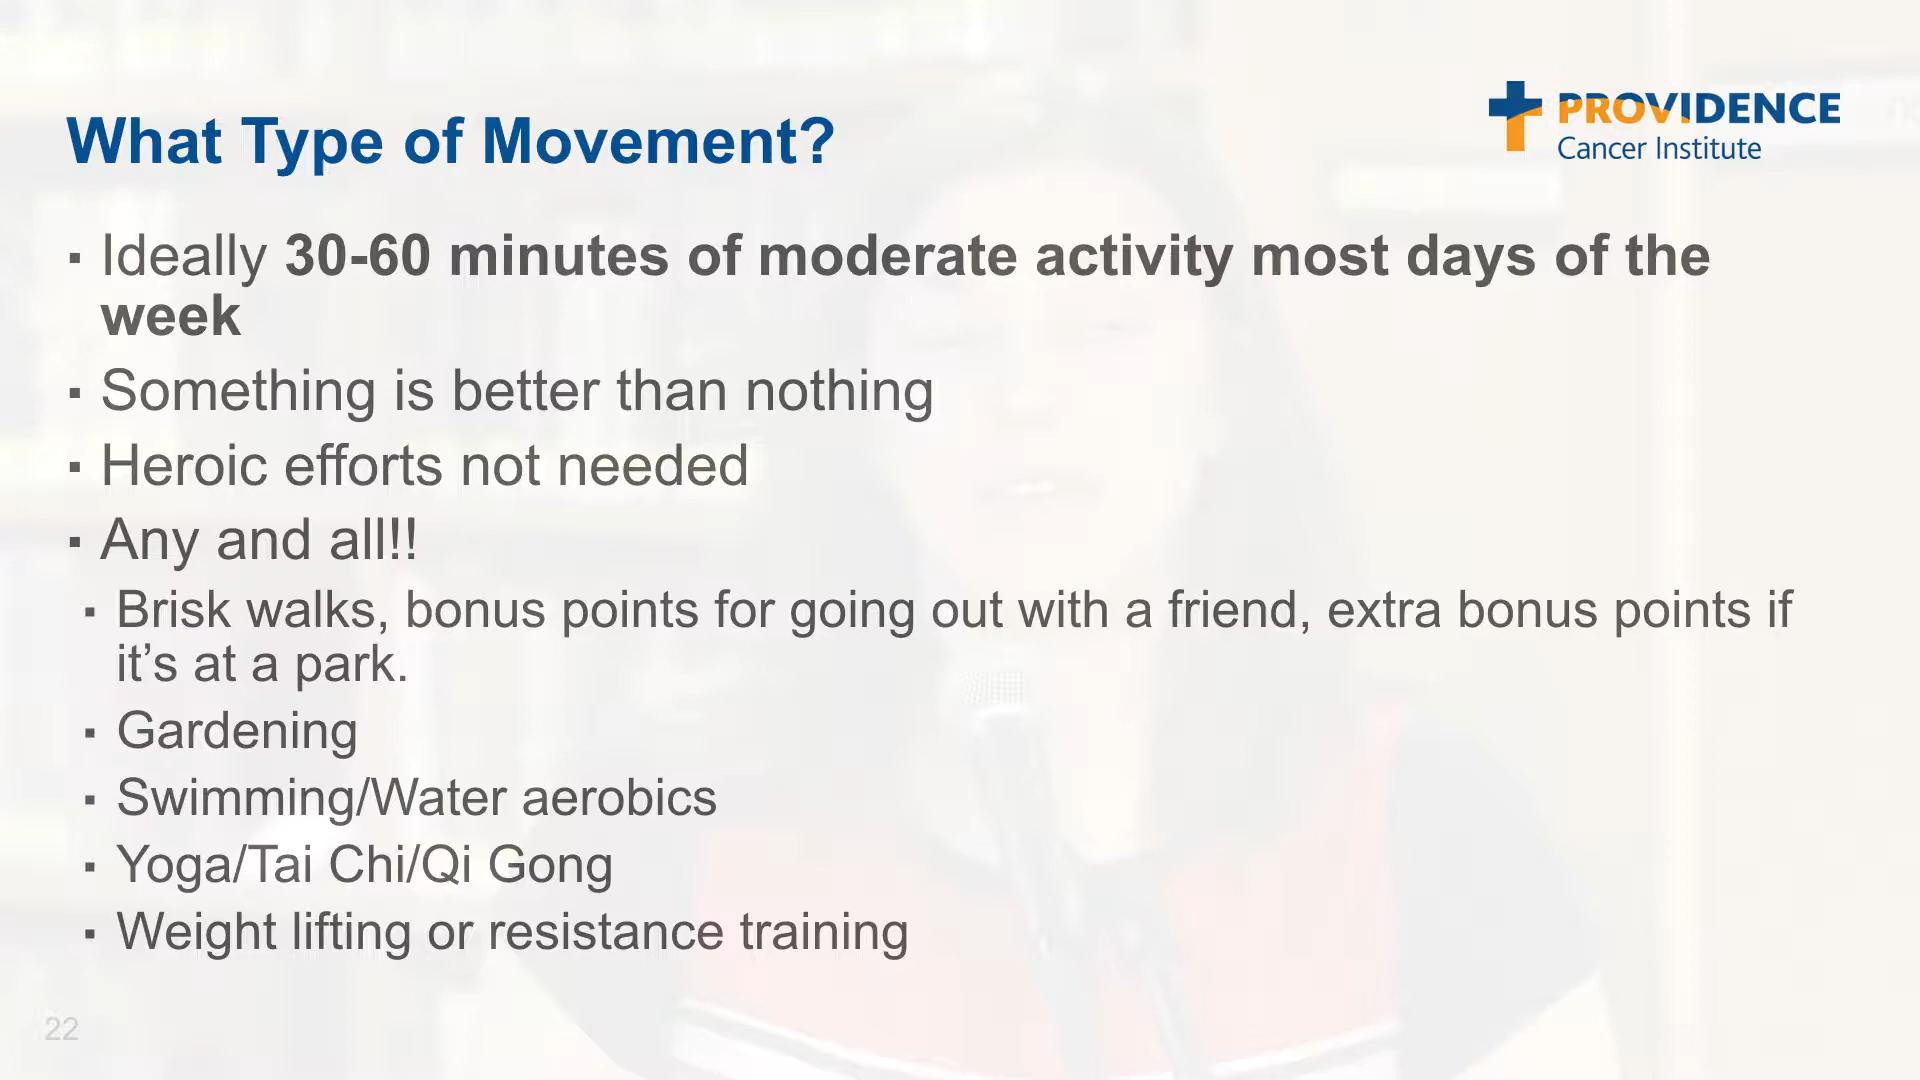 PROVIDENCE
Cancer Institute
What Type of Movement?
▪ Ideally 30-60 minutes of moderate activity most days of the
week
▪ Something is better than nothing
▪ Heroic efforts not needed
▪ Any and all!!
▪ Brisk walks, bonus points for going out with a friend, extra bonus points if
it’s at a park.
▪ Gardening
▪ Swimming/Water aerobics
▪ Yoga/Tai Chi/Qi Gong
▪ Weight lifting or resistance training
22